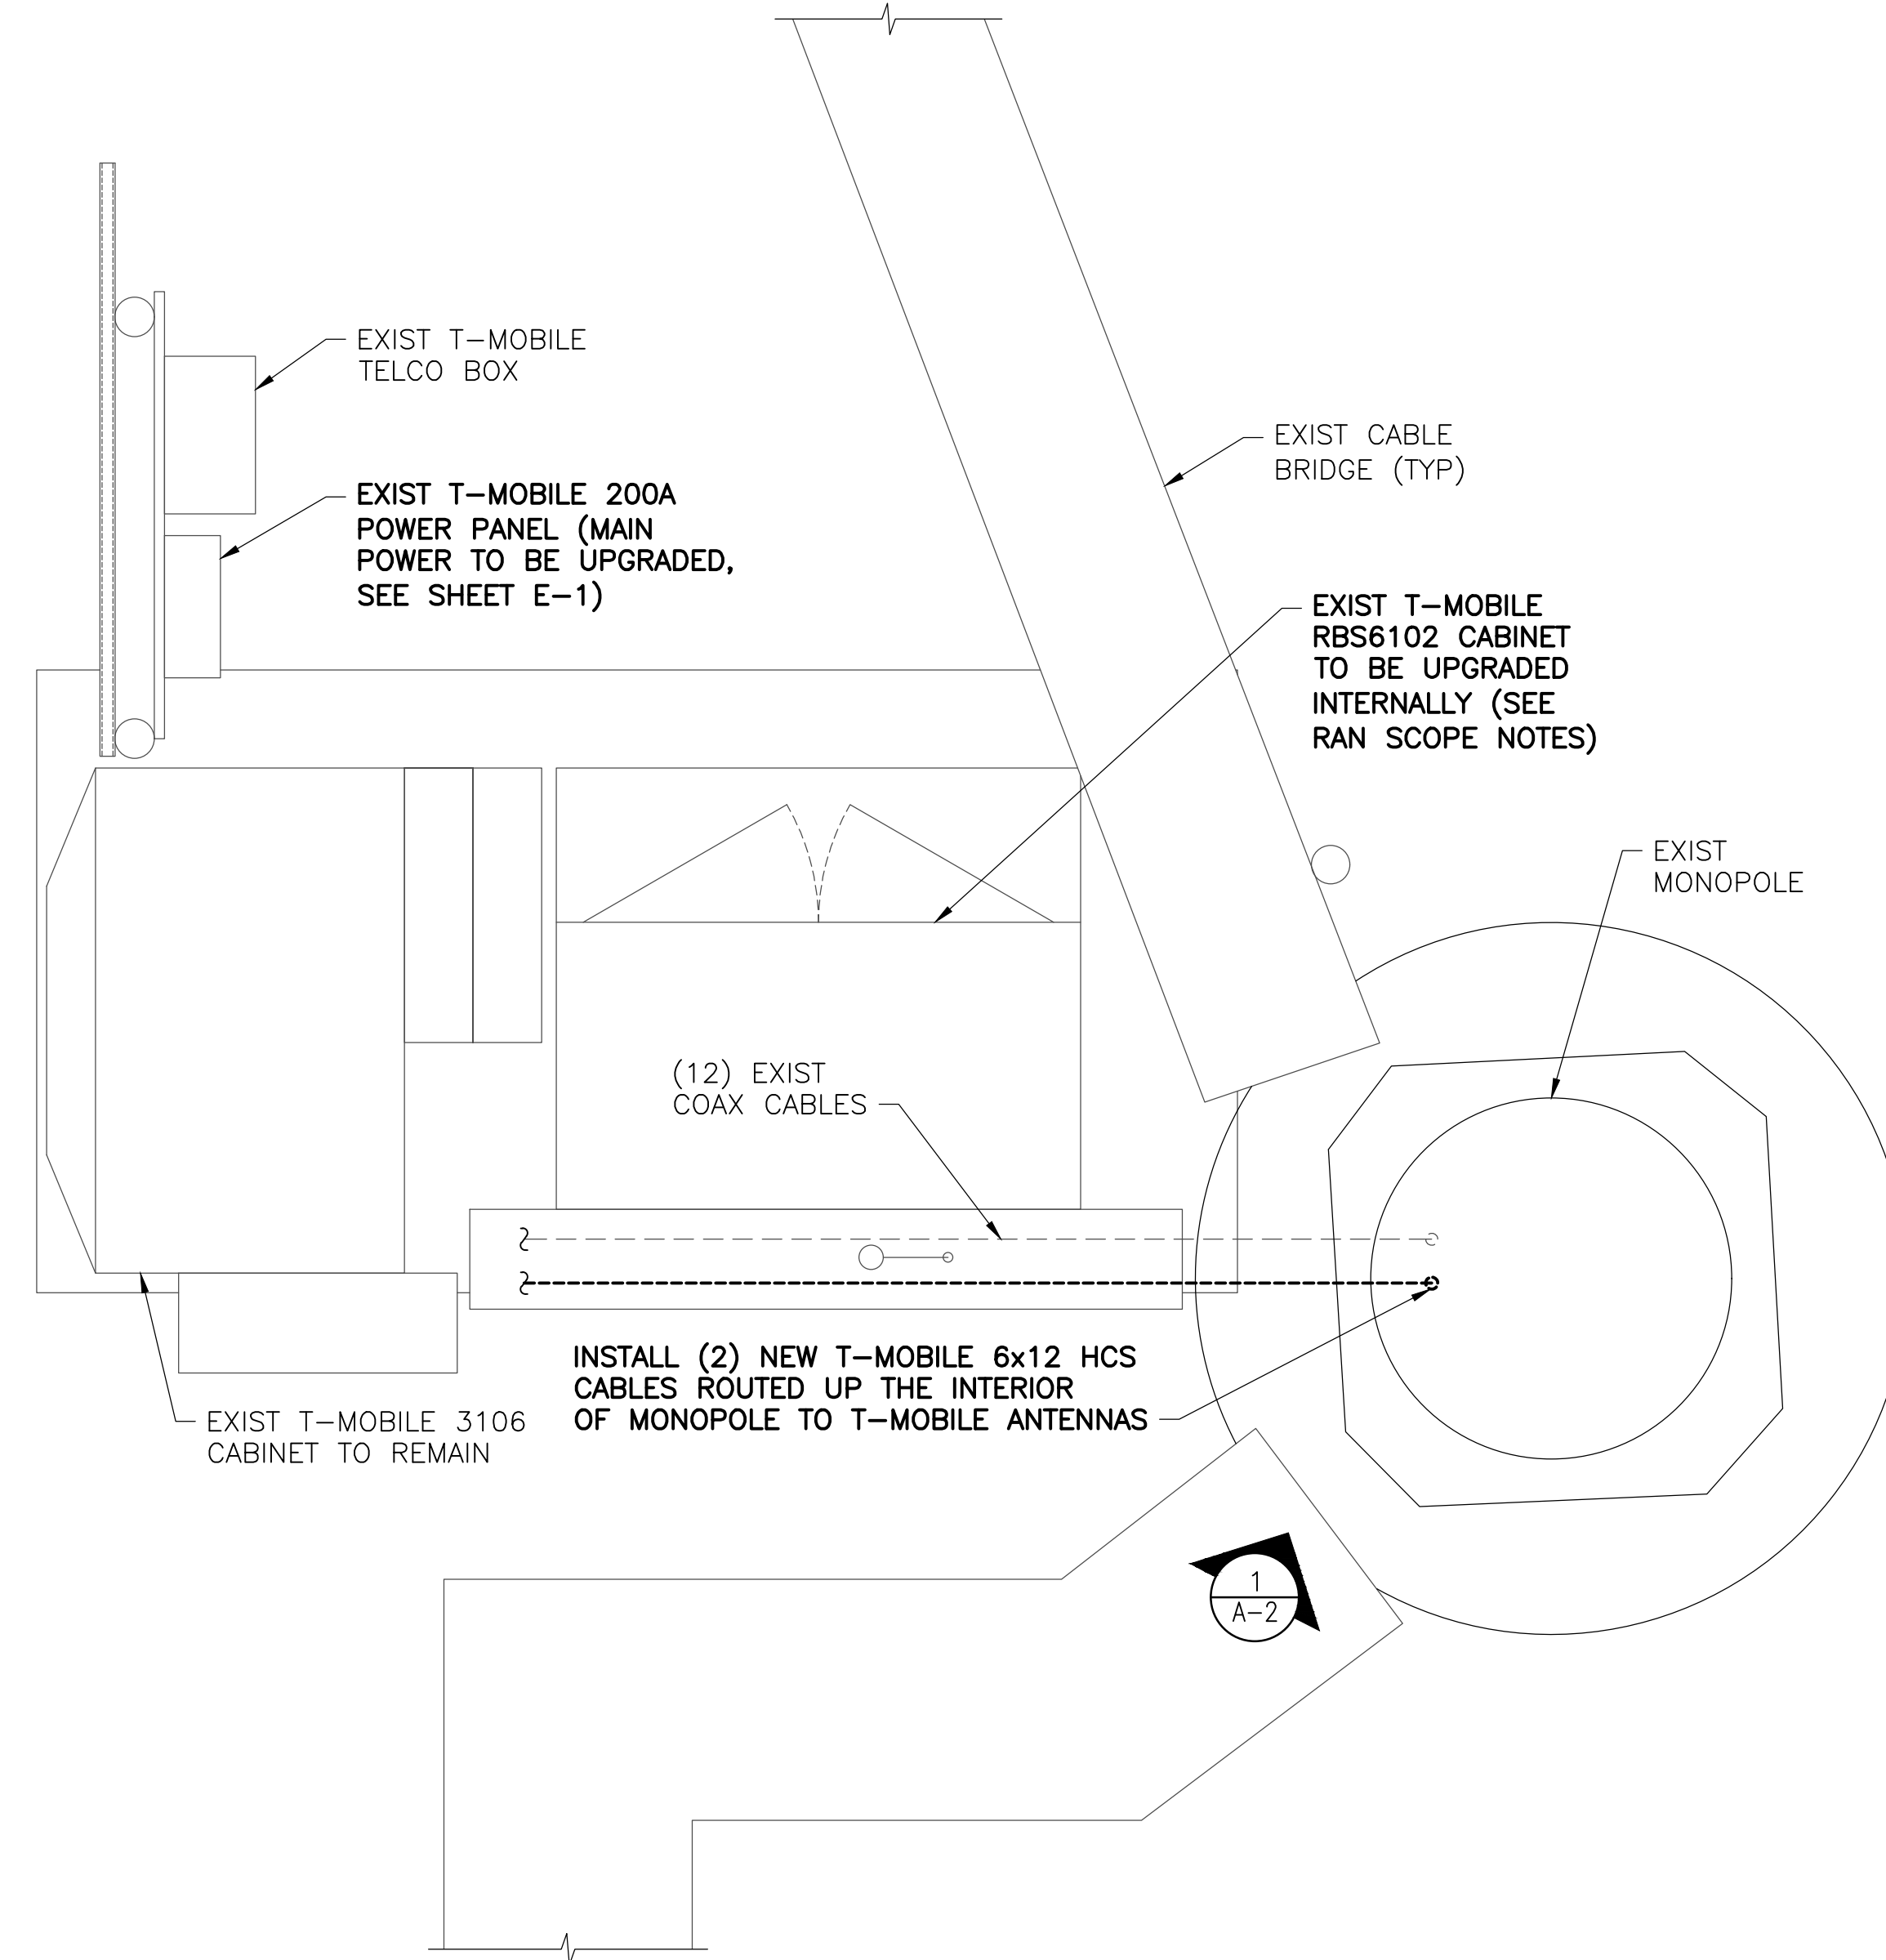 EXIST T-MOBILE
TELCO BOX
EXIST CABLE
BRIDGE (TYP)
EXIST T-MOBILE 200A
POWER PANEL (MAIN
POWER TO BE UPGRADED,
SEE SHEET E-1)
EXIST T-MOBILE
RBS6102 CABINET
TO BE UPGRADED
INTERNALLY (SEE
RAN SCOPE NOTES)
EXIST
MONOPOLE
(12) EXIST
COAX CABLES
INSTALL (2) NEW T-MOBILE 6x12 HCS
CABLES ROUTED UP THE INTERIOR
OF MONOPOLE TO T-MOBILE ANTENNAS
EXIST T-MOBILE 3106
CABINET TO REMAIN
1
A-2